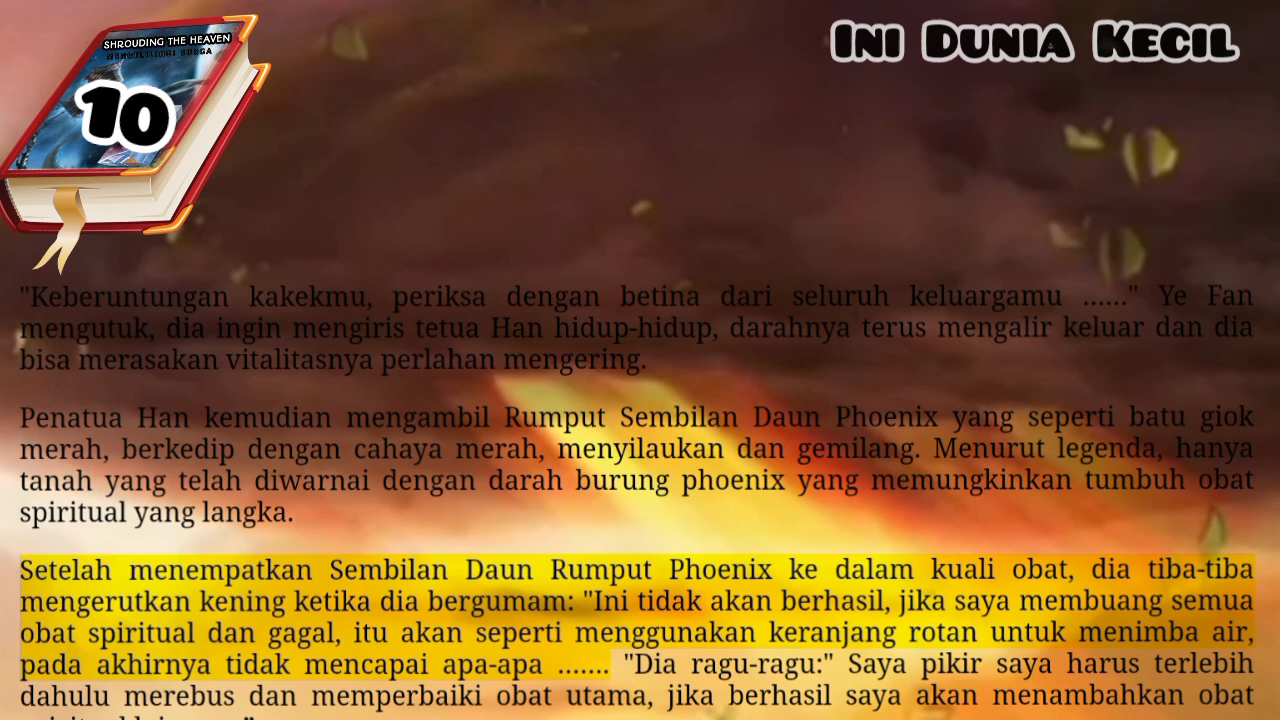 SHROUDING THE HEAVEN
10
Ini Dunia Kecil
"Keberuntungan kakekmu, periksa dengan betina dari seluruh keluargamu ......" Ye Fan
mengutuk, dia ingin mengiris tetua Han hidup-hidup, darahnya terus mengalir keluar dan dia
bisa merasakan vitalitasnya perlahan mengering.
Penatua Han kemudian mengambil Rumput Sembilan Daun Phoenix yang seperti batu giok
merah, berkedip dengan cahaya merah, menyilaukan dan gemilang. Menurut legenda, hanya
tanah yang telah diwarnai dengan darah burung phoenix yang memungkinkan tumbuh obat
spiritual yang langka.
Setelah menempatkan Sembilan Daun Rumput Phoenix ke dalam kuali obat, dia tiba-tiba
mengerutkan kening ketika dia bergumam: "Ini tidak akan berhasil, jika saya membuang semua
obat spiritual dan gagal, itu akan seperti menggunakan keranjang rotan untuk menimba air,
pada akhirnya tidak mencapai apa-apa ....... "Dia ragu-ragu:" Saya pikir saya harus terlebih
dahulu merebus dan memperbaiki obat utama, jika berhasil saya akan menambahkan obat